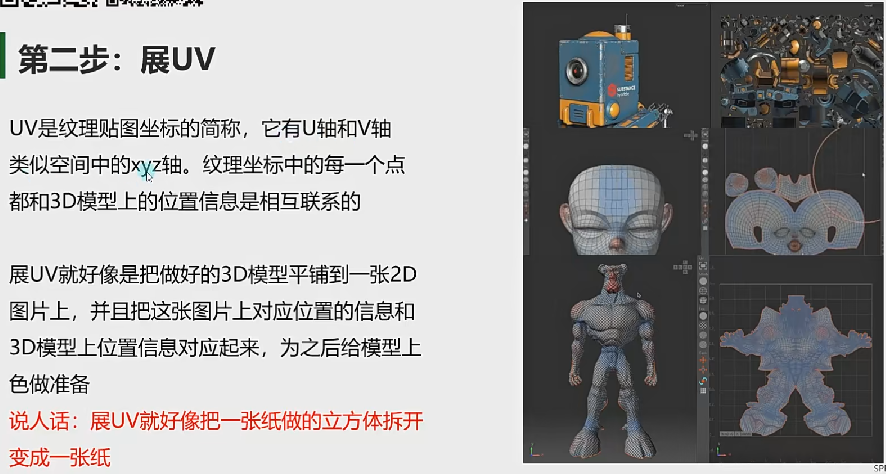 第二步：展UV
UV是纹理贴图坐标的简称，它有U轴和V轴
类似空间中的xyz轴。纹理坐标中的每一个点
都和3D模型上的位置信息是相互联系的
展UV就好像是把做好的3D模型平铺到一张2D
图片上，并且把这张图片上对应位置的信息和
3D模型上位置信息对应起来，为之后给模型上
色做准备
说人话：展UV就好像把一张纸做的立方体拆开
变成一张纸
SUBSTANCE